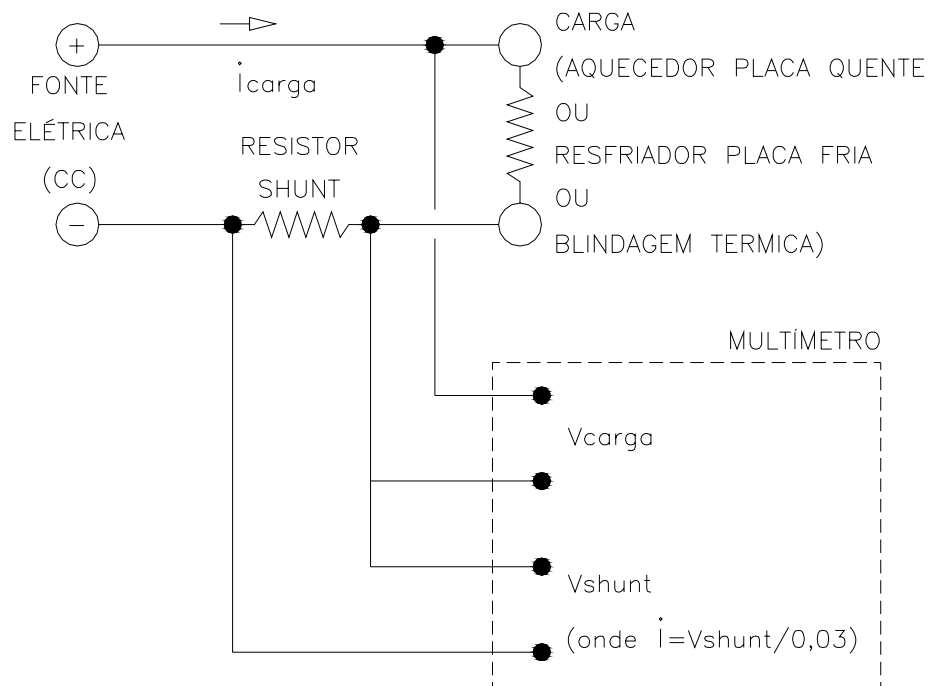 +
FONTE
ELÉTRICA
(CC)
−
icarga
RESISTOR
SHUNT
CARGA
(AQUECEDOR PLACA QUENTE
OU
RESFRIADOR PLACA FRIA
OU
BLINDAGEM TERMICA)
MULTÍMETRO
Vcarga
Vshunt
(onde i=Vshunt/0,03)